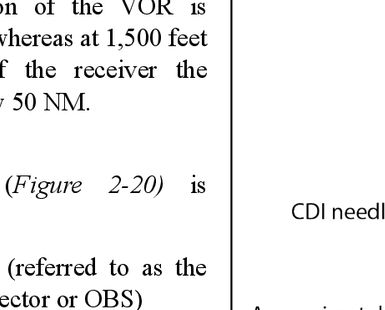 on of the VOR is
whereas at 1,500 feet
f the receiver the
50 NM.
(Figure 2-20) is
CDI needl
(referred to as the
ector or OBS)